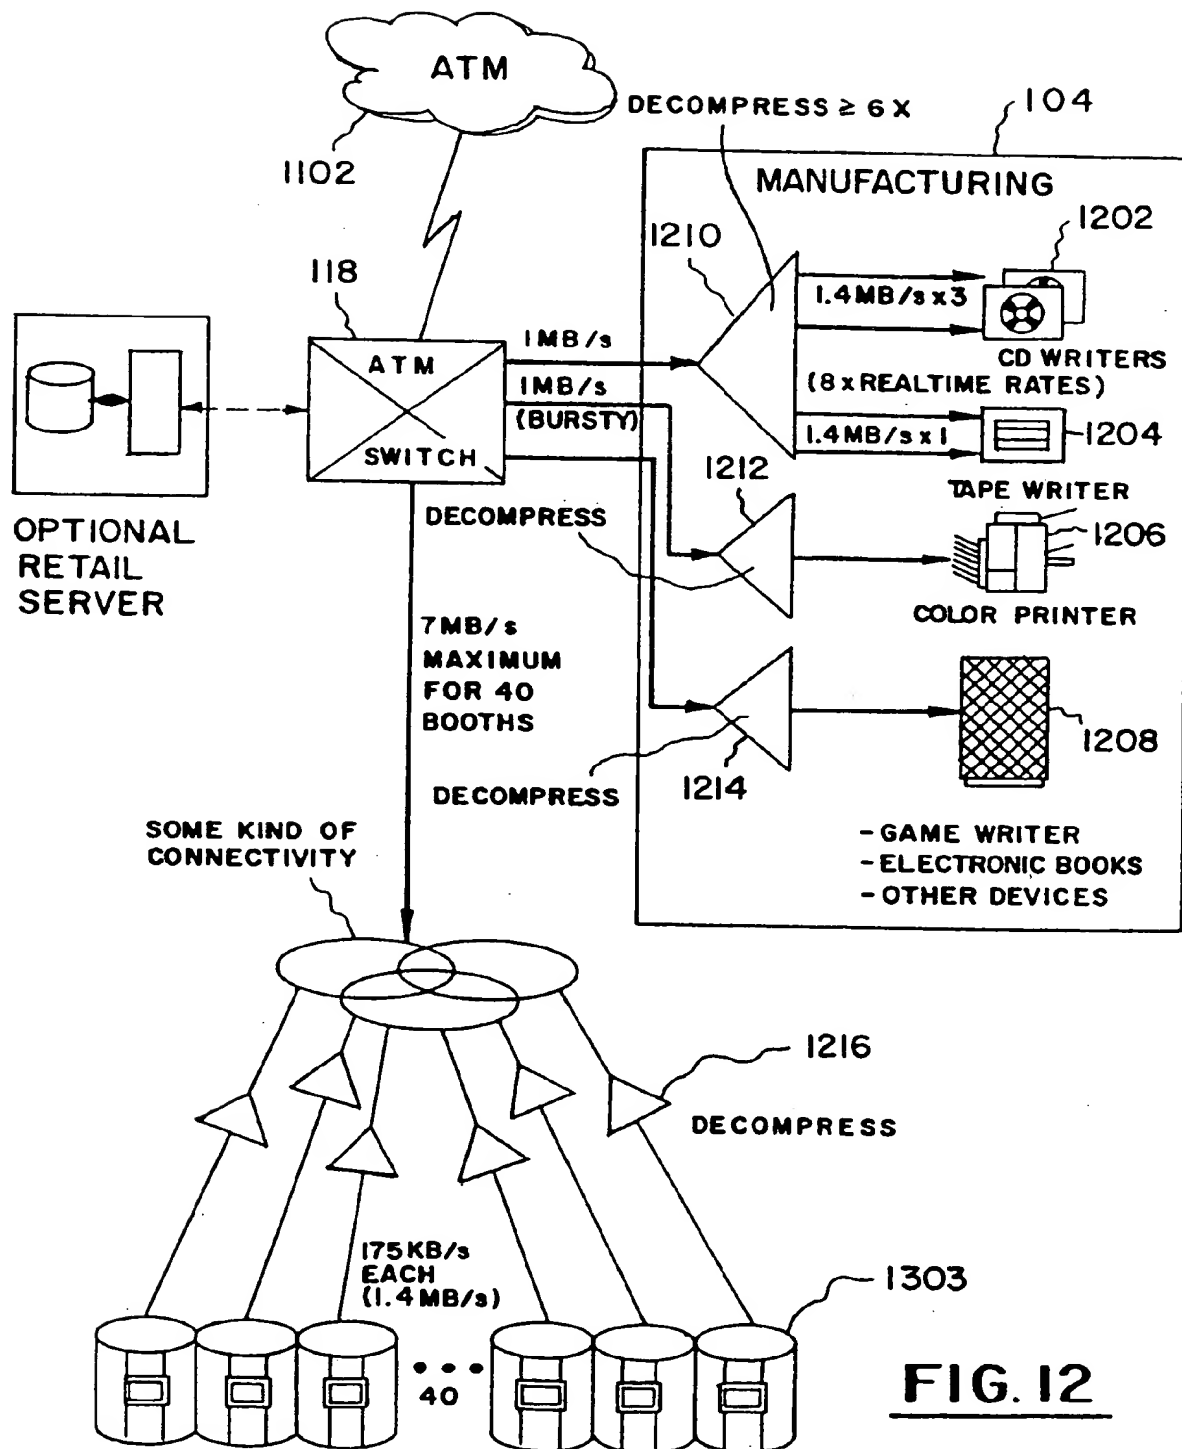 ATM
1102
DECOMPRESS ≥ 6X
104
MANUFACTURING
1210
1202
1.4MB/s x 3
CD WRITERS
(8 x REALTIME RATES)
1.4MB/s x 1
1204
TAPE WRITER
118
ATM
SWITCH
1MB/s
1MB/s
(BURSTY)
OPTIONAL
RETAIL
SERVER
DECOMPRESS
1212
1206
COLOR PRINTER
7MB/s
MAXIMUM
FOR 40
BOOTHS
DECOMPRESS
1214
1208
- GAME WRITER
- ELECTRONIC BOOKS
- OTHER DEVICES
SOME KIND OF
CONNECTIVITY
1216
DECOMPRESS
175KB/s
EACH
(1.4MB/s)
1303
•••
40
FIG. 12